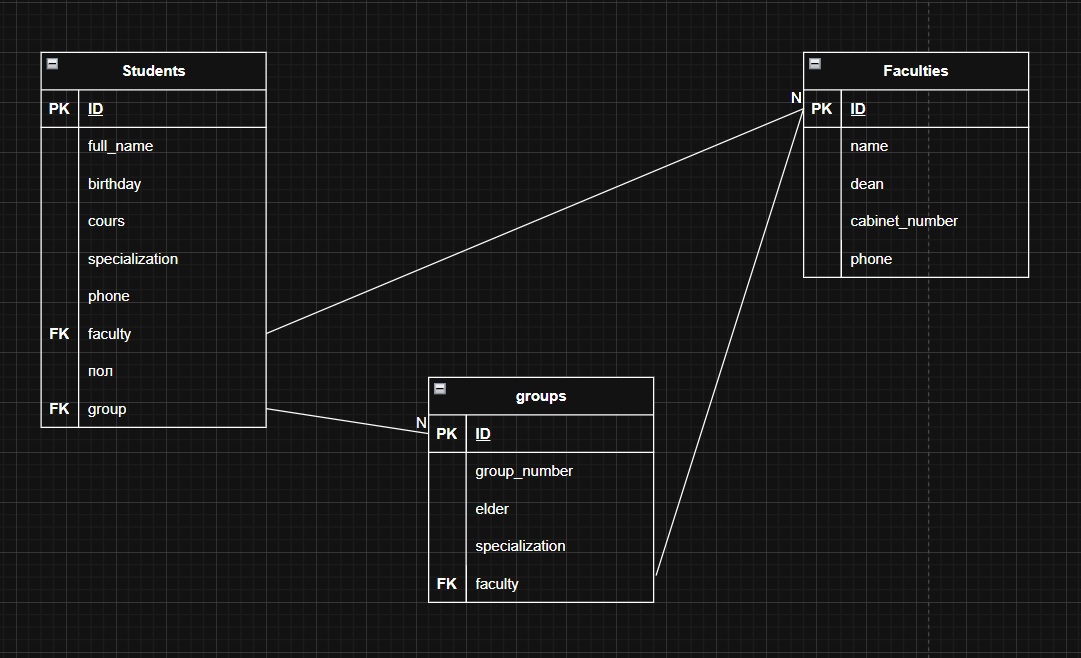 Students
PK ID
full_name
birthday
cours
specialization
phone
FK faculty
пол
FK group
N
N
Faculties
PK ID
name
dean
cabinet_number
phone
groups
PK ID
group_number
elder
specialization
FK faculty